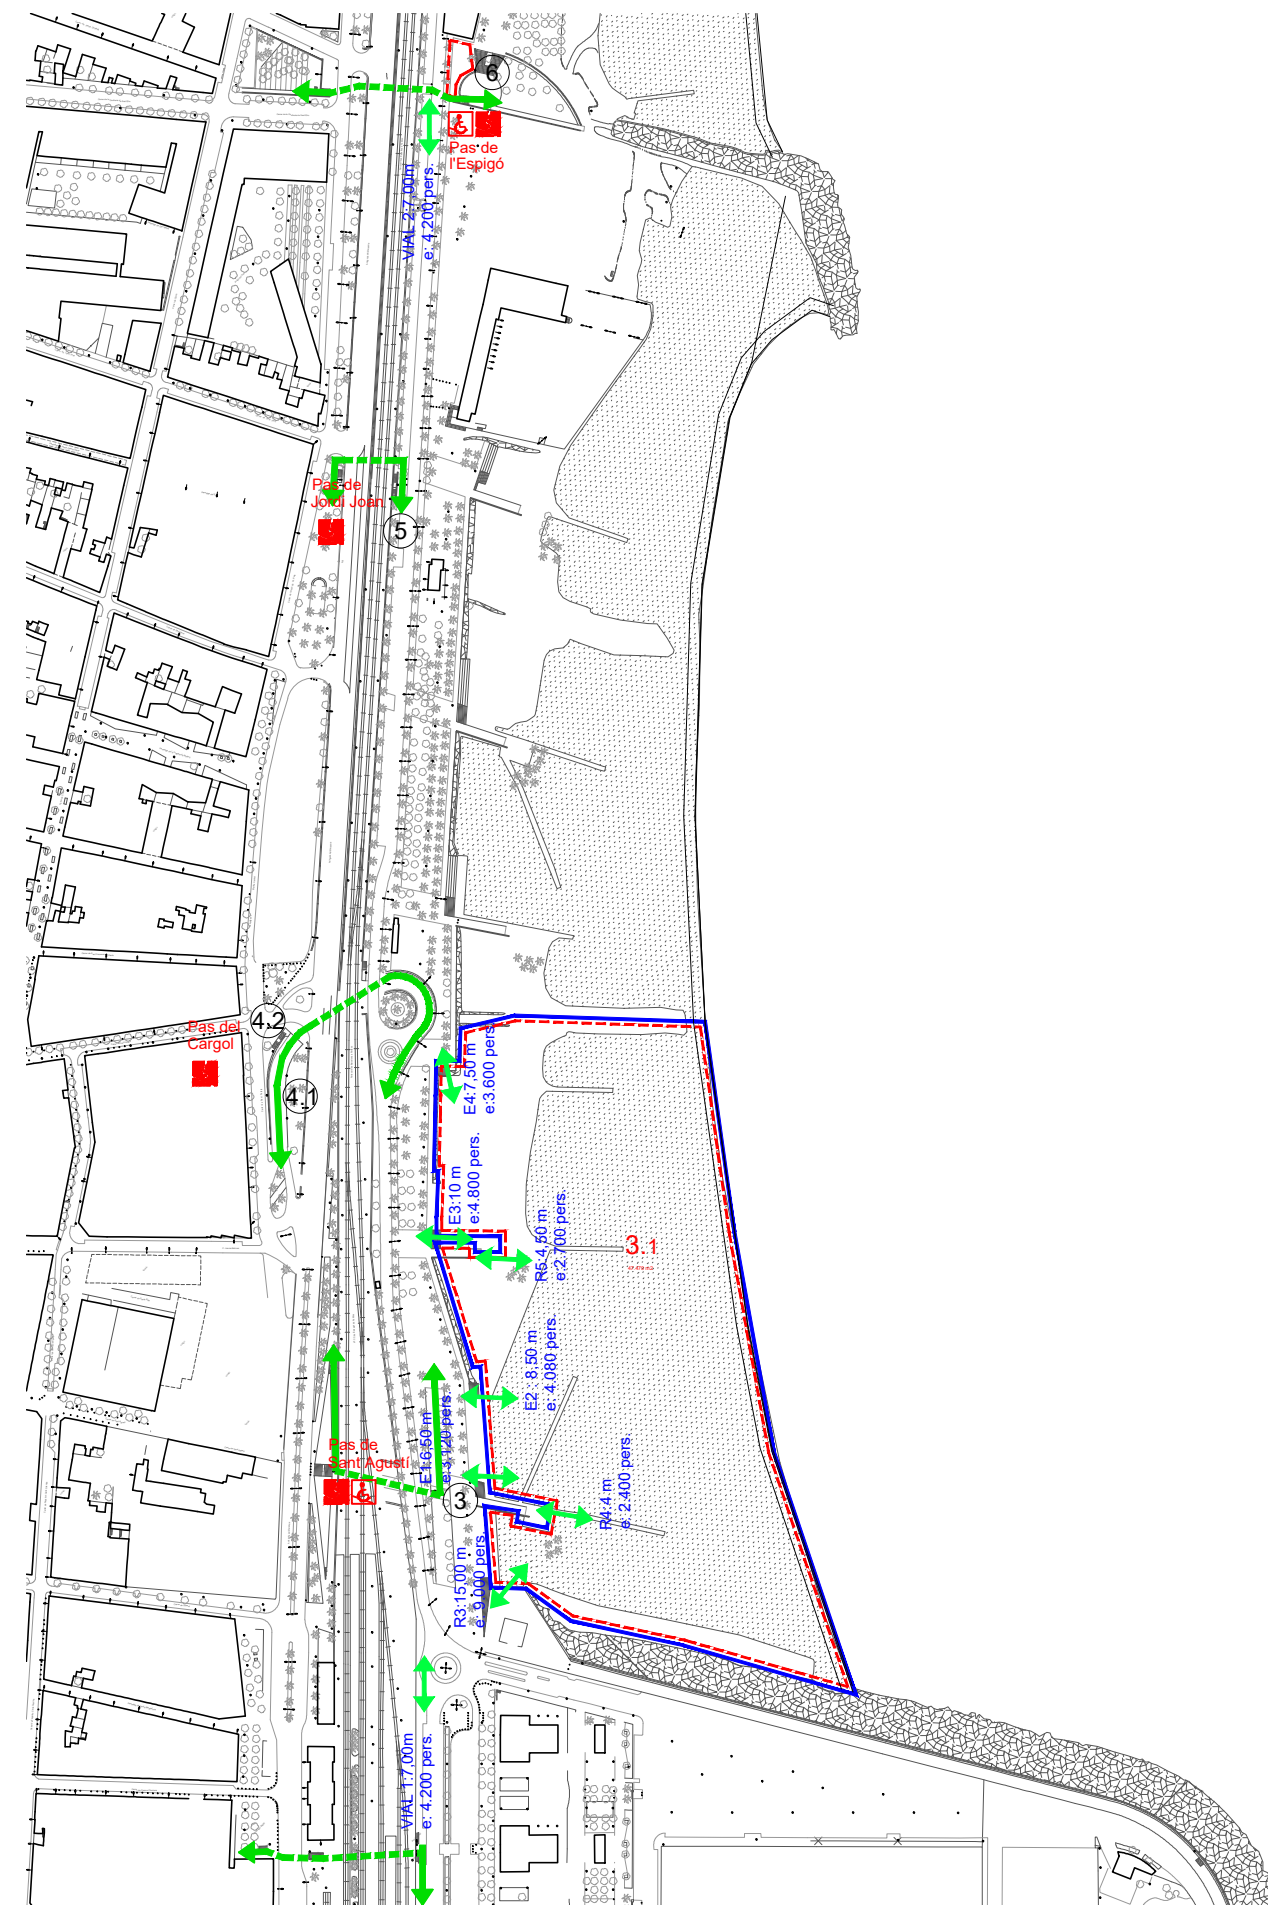 6
Pas de
l'Espigó
VIAL 2:7,00m
e: 4.200 pers.
Pas de
Jordi Joan
5
4.2
Pas del
Cargol
4.1
E4:7,50 m
e:3.600 pers.
E3:10 m
e:4.800 pers.
R5:4,50 m
e:2.700 pers.
3.1
E2 : 8,50 m
e: 4.080 pers.
E1:6,50 m
e:3.120 pers.
Pas de
Sant Agustí
3
R4:4 m
e: 2.400 pers.
R3:15,00 m
e: 9.000 pers.
VIAL 1:7,00m
e: 4.200 pers.